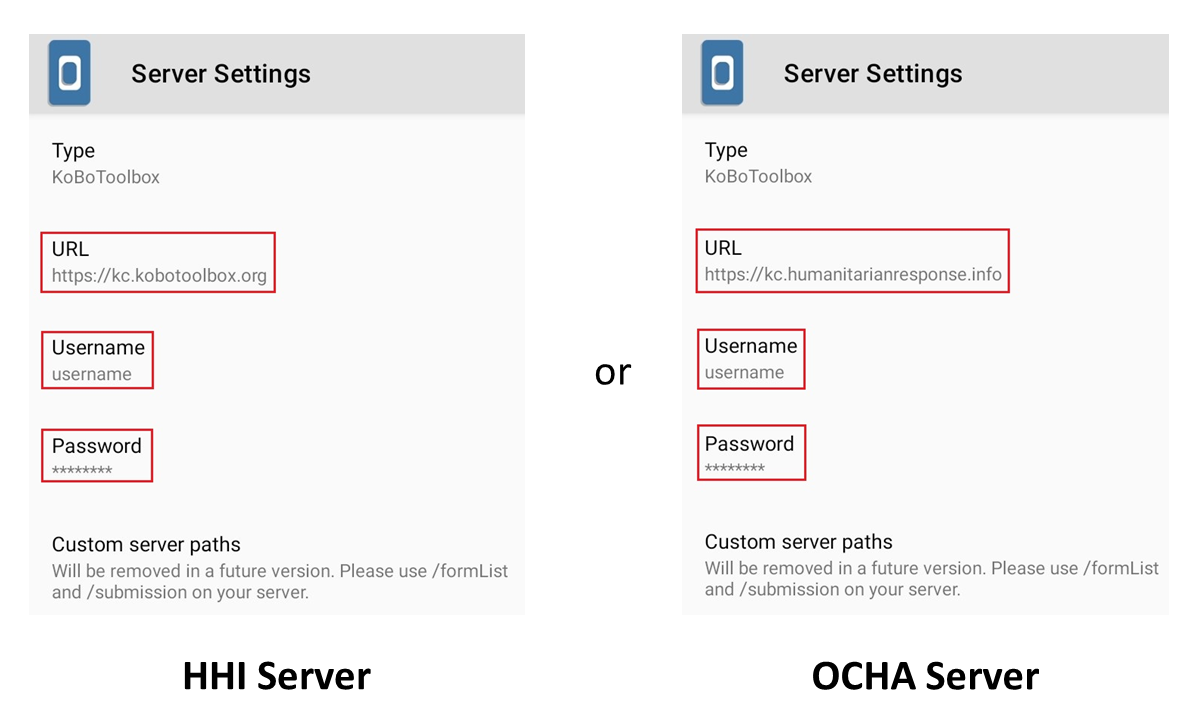 Server Settings
Type
KoBoToolbox
URL
https://kc.kobotoolbox.org
Username
username
Password
********
Custom server paths
Will be removed in a future version. Please use /formList
and /submission on your server.
HHI Server
or
Server Settings
Type
KoBoToolbox
URL
https://kc.humanitarianresponse.info
Username
username
Password
********
Custom server paths
Will be removed in a future version. Please use /formList
and /submission on your server.
OCHA Server